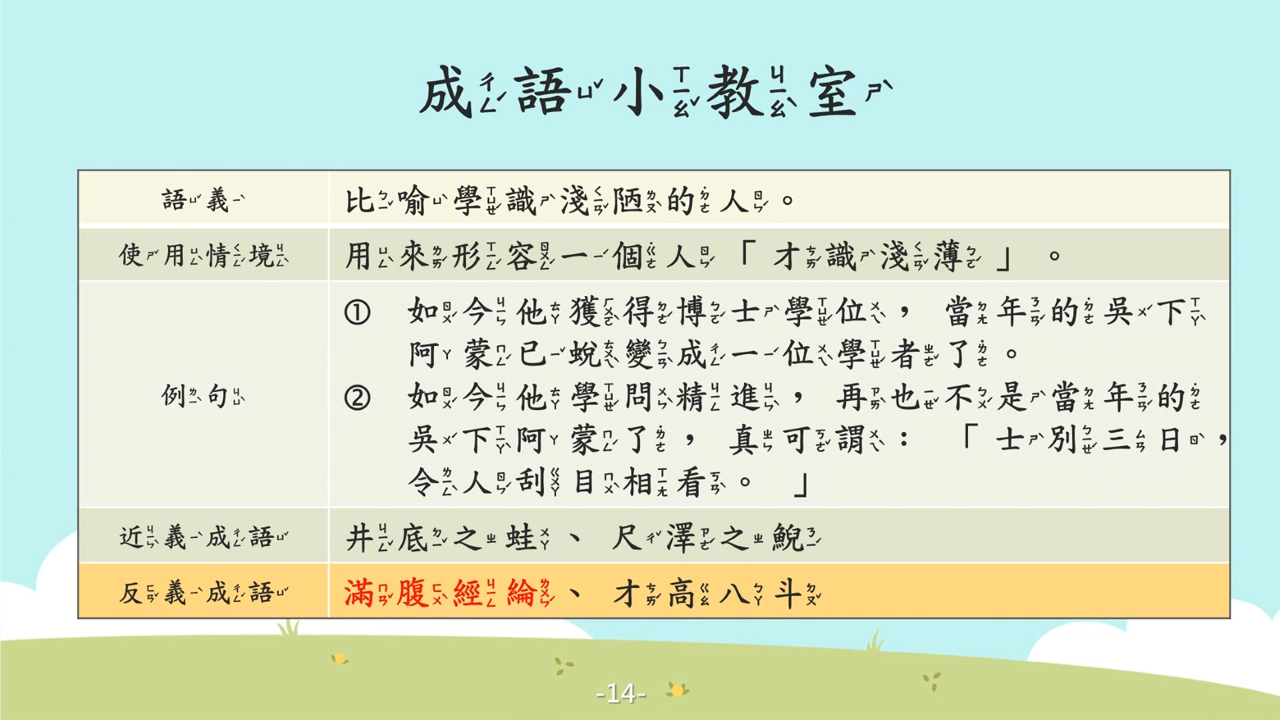 成語小教室
語義 比喻學識淺陋的人。
使用情境 用來形容一個人「才識淺薄」。
例句
① 如今他獲得博士學位，當年的吳下
阿蒙已蛻變成一位學者了。
② 如今他學問精進，再也不是當年的
吳下阿蒙了，真可謂：「士別三日，
令人刮目相看。」
近義成語 井底之蛙、尺澤之鯢
反義成語 滿腹經綸、才高八斗
-14-